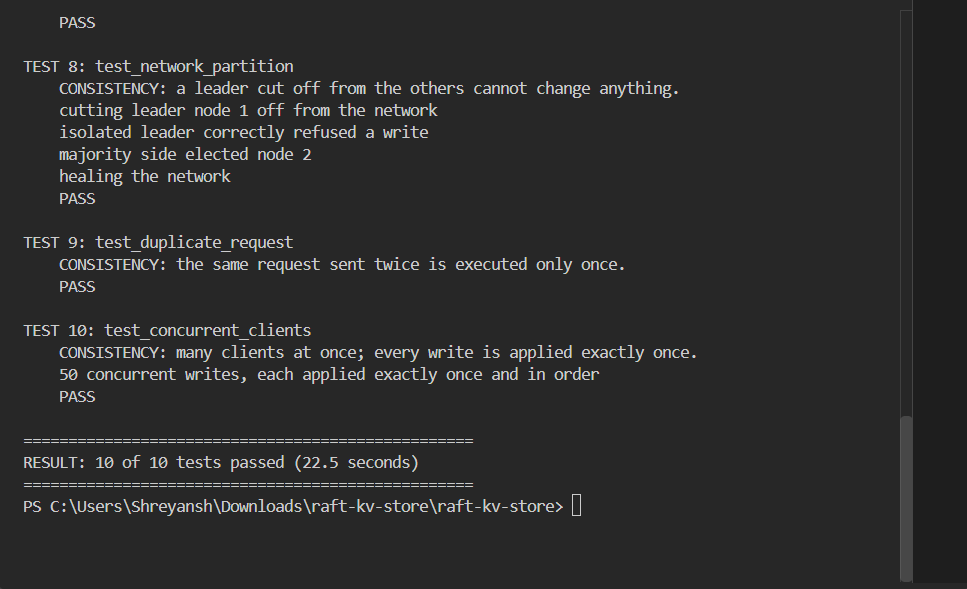 PASS
TEST 8: test_network_partition
CONSISTENCY: a leader cut off from the others cannot change anything.
cutting leader node 1 off from the network
isolated leader correctly refused a write
majority side elected node 2
healing the network
PASS
TEST 9: test_duplicate_request
CONSISTENCY: the same request sent twice is executed only once.
PASS
TEST 10: test_concurrent_clients
CONSISTENCY: many clients at once; every write is applied exactly once.
50 concurrent writes, each applied exactly once and in order
PASS
==================================================
RESULT: 10 of 10 tests passed (22.5 seconds)
==================================================
PS C:\Users\Shreyansh\Downloads\raft-kv-store\raft-kv-store>